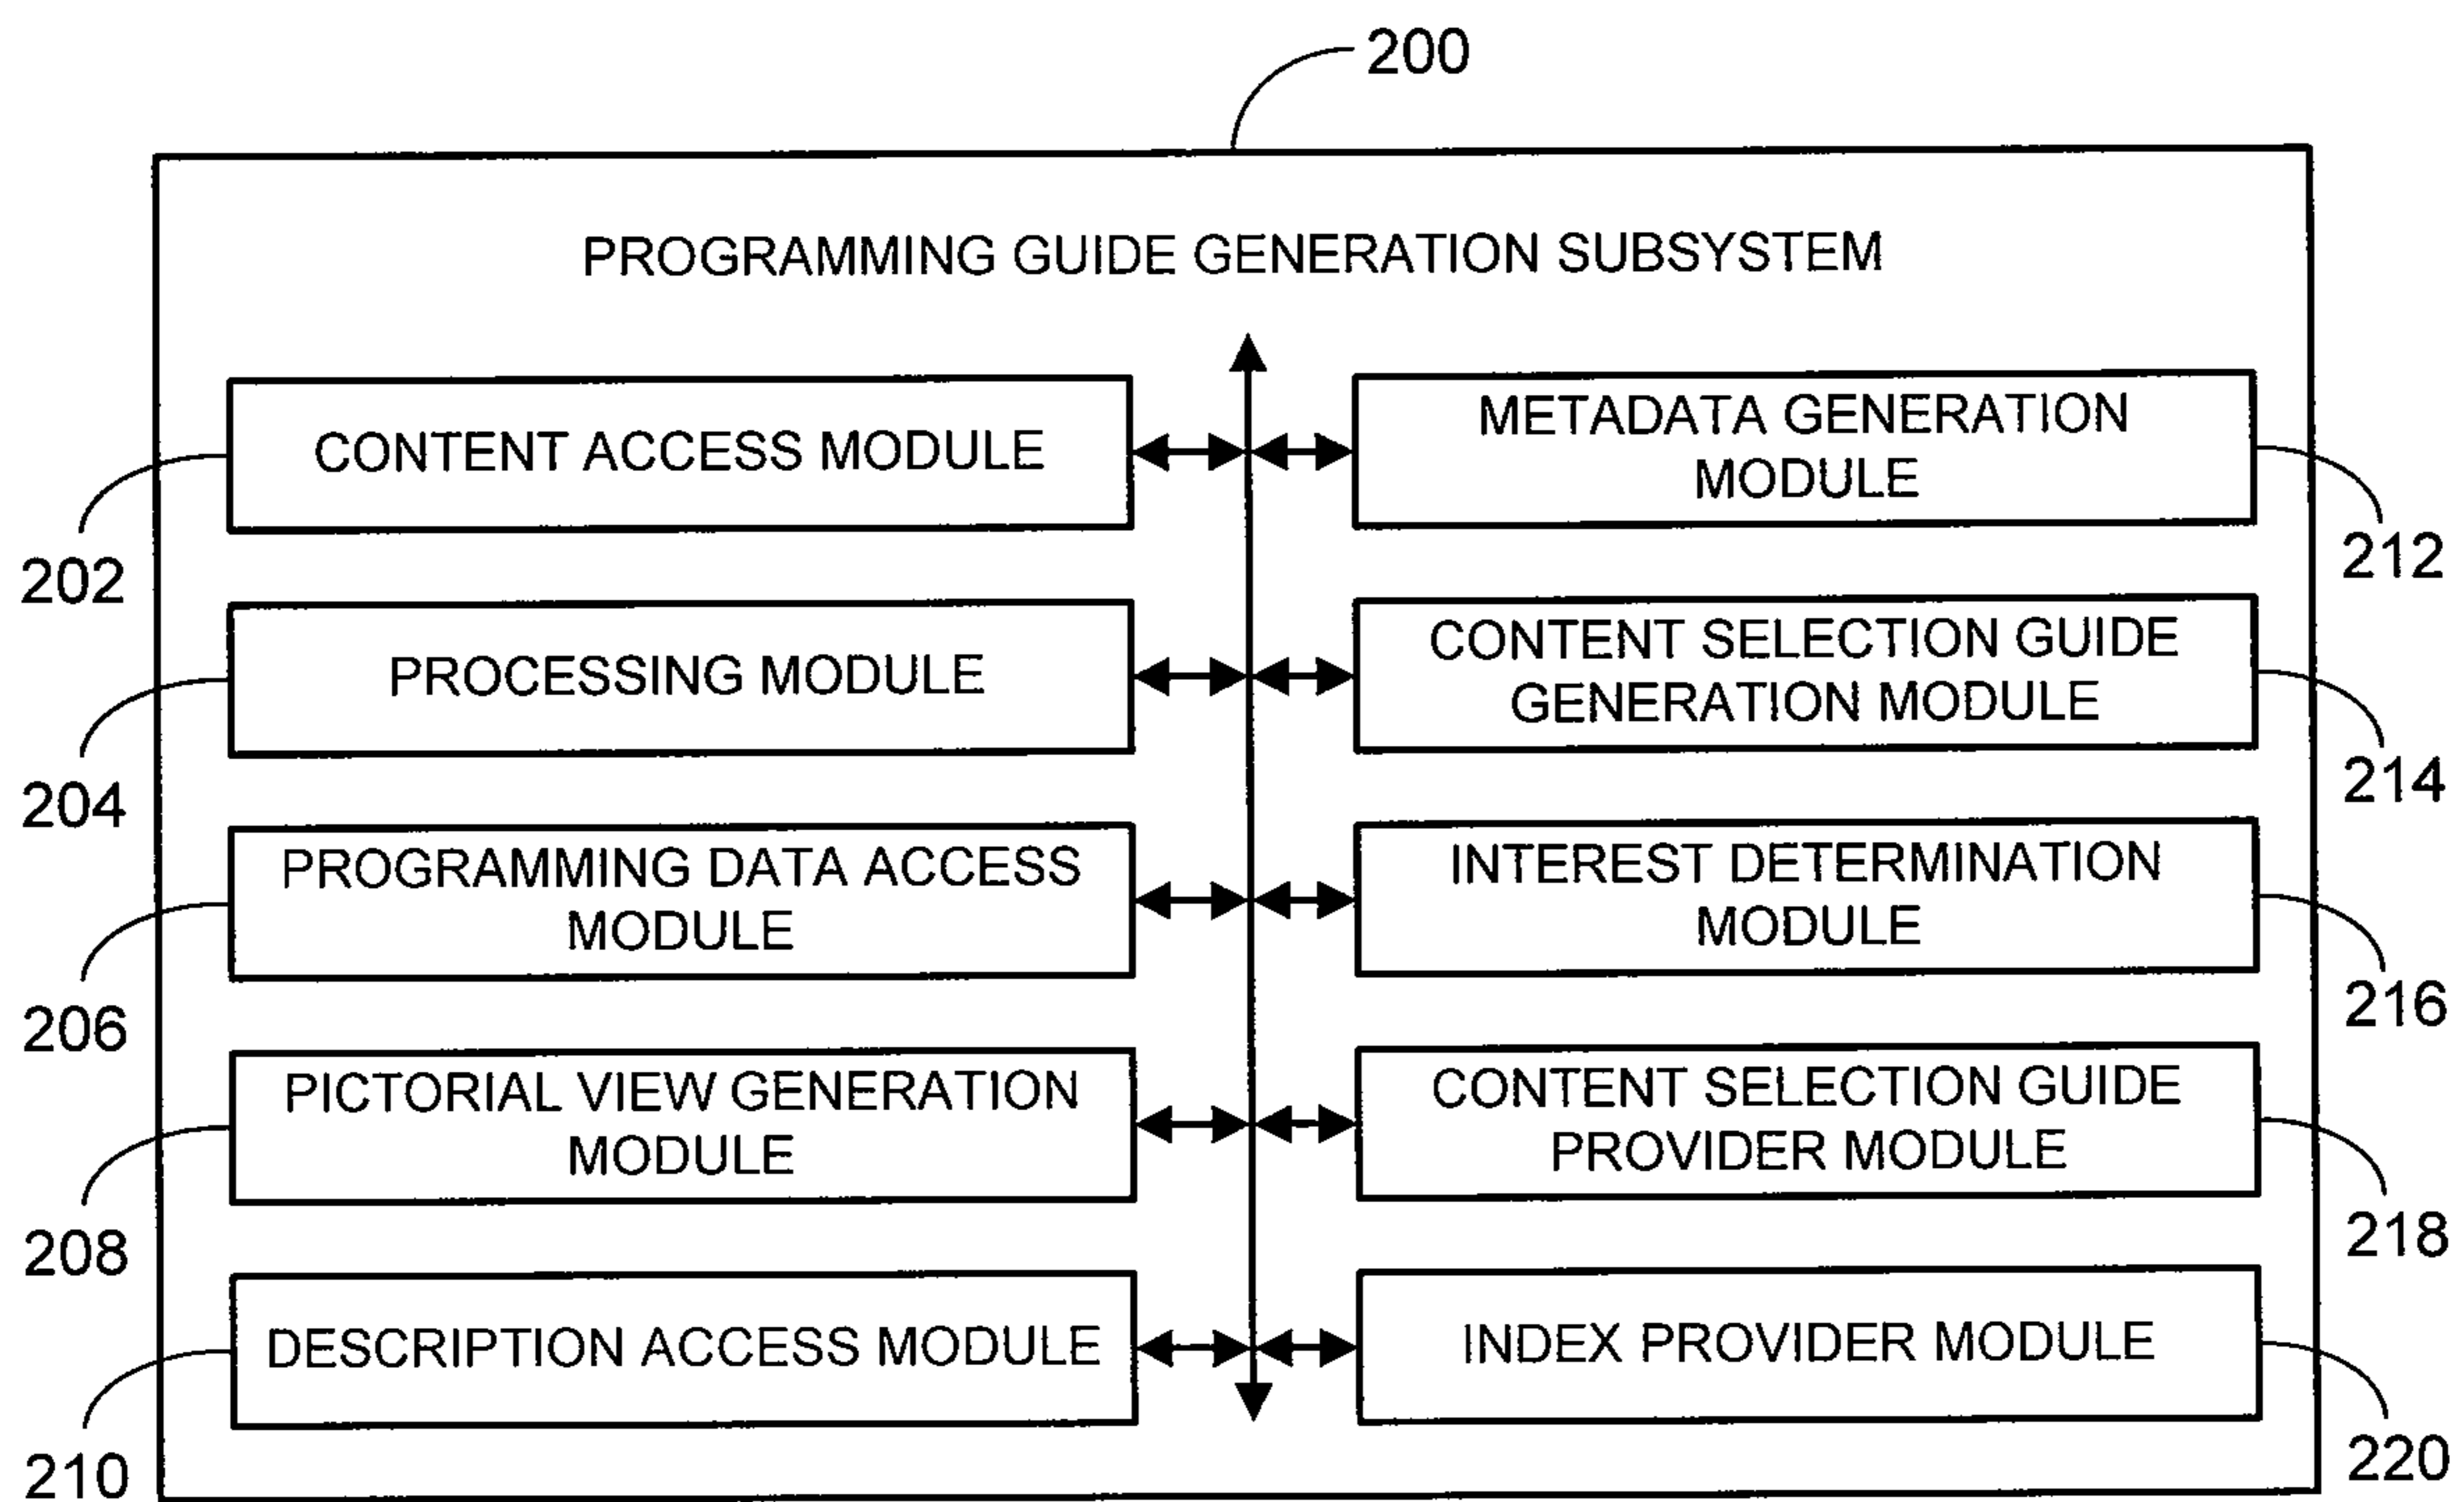 200
PROGRAMMING GUIDE GENERATION SUBSYSTEM
CONTENT ACCESS MODULE
202
PROCESSING MODULE
204
PROGRAMMING DATA ACCESS
MODULE
206
PICTORIAL VIEW GENERATION
MODULE
208
DESCRIPTION ACCESS MODULE
210
METADATA GENERATION
MODULE
212
CONTENT SELECTION GUIDE
GENERATION MODULE
214
INTEREST DETERMINATION
MODULE
216
CONTENT SELECTION GUIDE
PROVIDER MODULE
218
INDEX PROVIDER MODULE
220